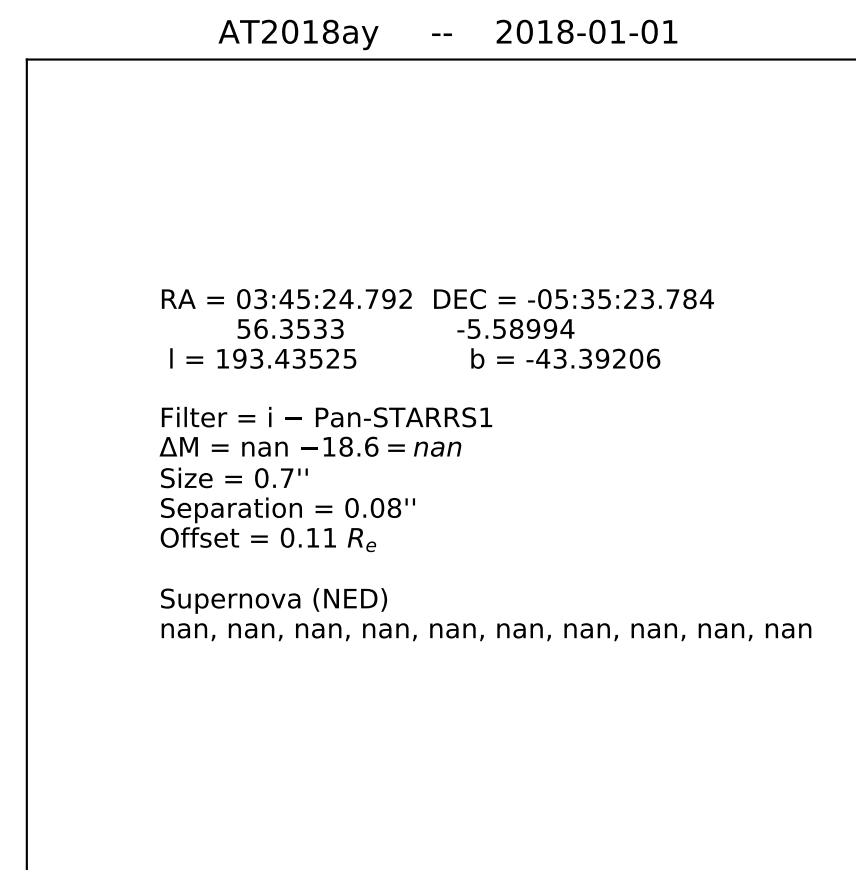 AT2018ay -- 2018-01-01
RA = 03:45:24.792 DEC = -05:35:23.784
56.3533 -5.58994
l = 193.43525 b = -43.39206
Filter = i − Pan-STARRS1
ΔM = nan −18.6 = nan
Size = 0.7''
Separation = 0.08''
Offset = 0.11 Re
Supernova (NED)
nan, nan, nan, nan, nan, nan, nan, nan, nan, nan